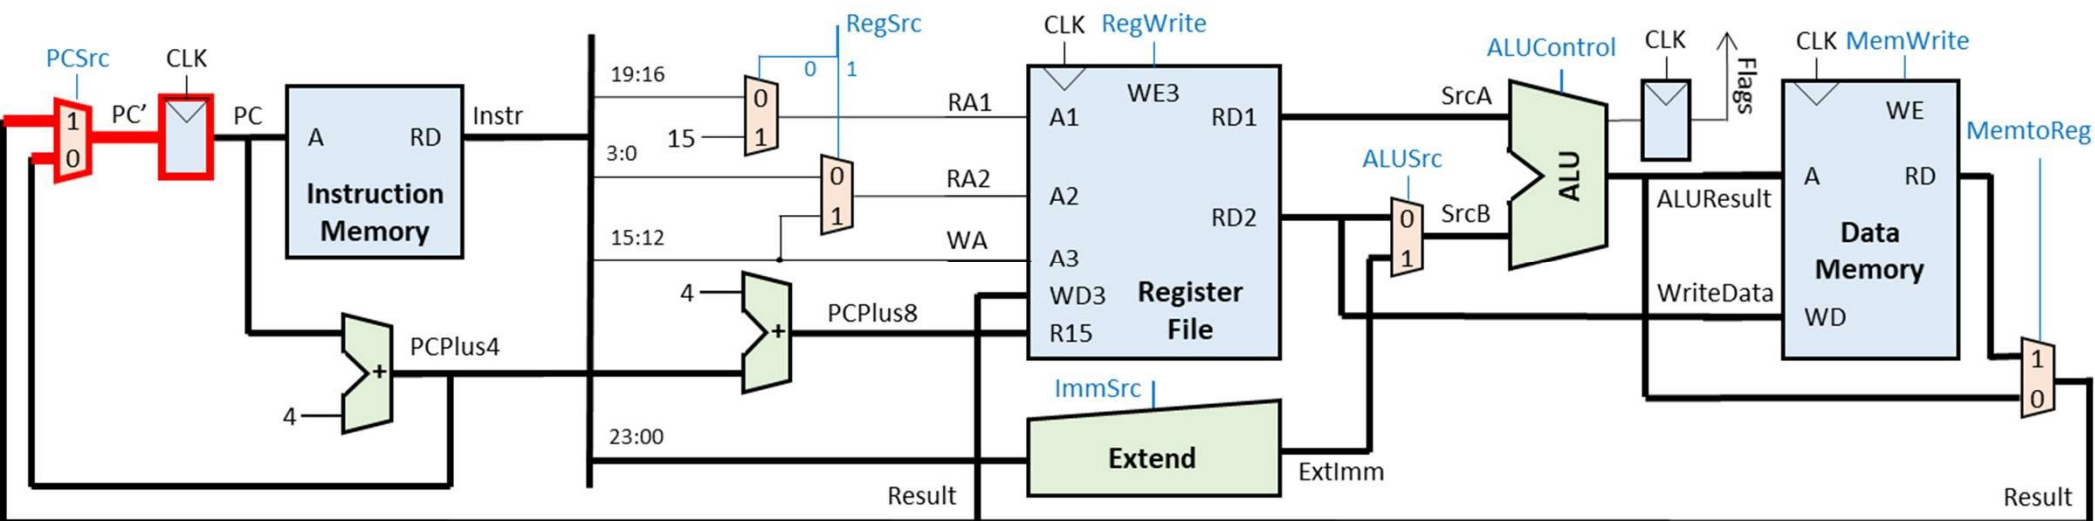 PCSrc
CLK
1
0
PC’
PC
A
RD
Instruction
Memory
Instr
PCPlus4
+
4
RegSrc
0
1
19:16
0
15
1
3:0
0
1
15:12
4
+
PCPlus8
23:00
RA1
RA2
WA
CLK
RegWrite
WE3
A1
RD1
A2
RD2
A3
WD3
Register
File
R15
ImmSrc
Extend
ExtImm
Result
SrcA
ALUSrc
0
1
SrcB
ALUControl
ALU
CLK
Flags
ALUResult
WriteData
CLK
MemWrite
WE
A
RD
Data
Memory
WD
MemtoReg
1
0
Result